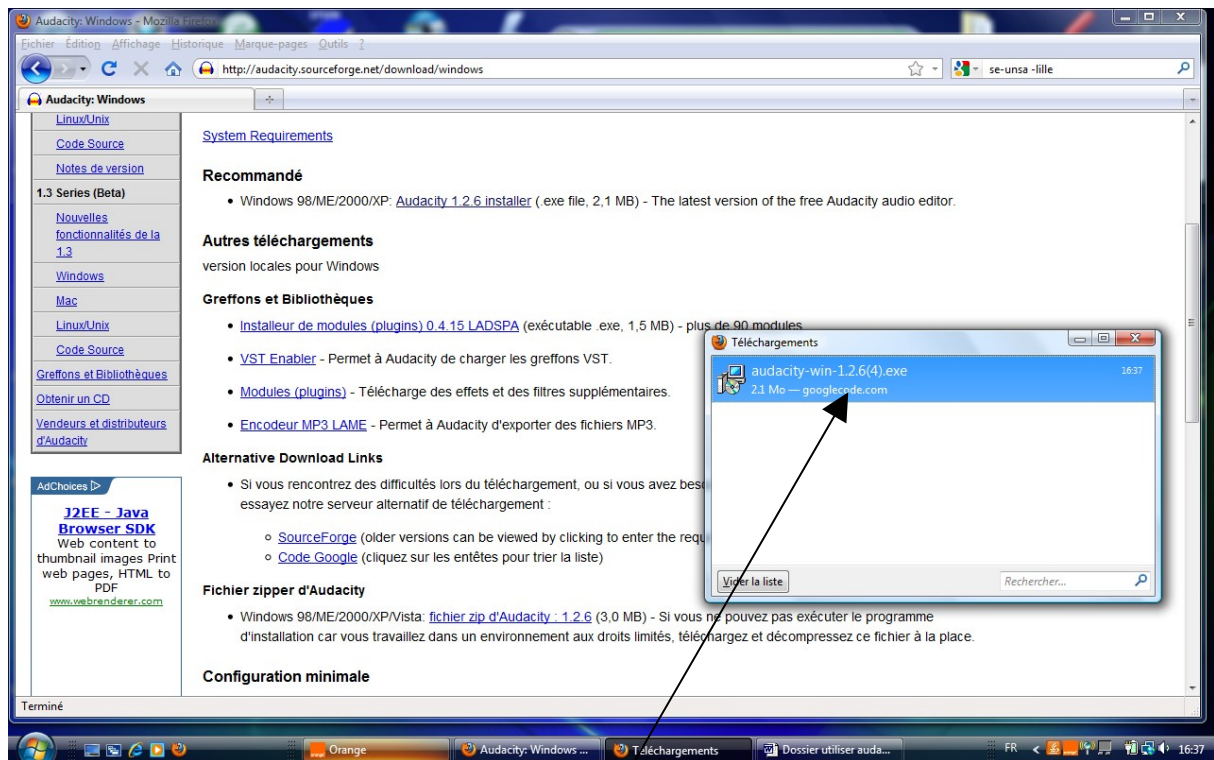 Audacity: Windows - Mozilla Firefox
Fichier Édition Affichage Historique Marque-pages Outils ?
http://audacity.sourceforge.net/download/windows
se-unsa -lille
Audacity: Windows
Linux/Unix
Code Source
Notes de version
1.3 Series (Beta)
Nouvelles
fonctionnalités de la
1.3
Windows
Mac
Linux/Unix
Code Source
Greffons et Bibliothèques
Obtenir un CD
Vendeurs et distributeurs
d'Audacity
AdChoices
J2EE - Java
Browser SDK
Web content to
thumbnail images Print
web pages, HTML to
PDF
www.webrenderer.com
System Requirements
Recommandé
• Windows 98/ME/2000/XP: Audacity 1.2.6 installer (.exe file, 2,1 MB) - The latest version of the free Audacity audio editor.
Autres téléchargements
version locales pour Windows
Greffons et Bibliothèques
• Installeur de modules (plugins) 0.4.15 LADSPA (exécutable .exe, 1,5 MB) - plus de 90 modules
• VST Enabler - Permet à Audacity de charger les greffons VST.
• Modules (plugins) - Télécharge des effets et des filtres supplémentaires.
• Encodeur MP3 LAME - Permet à Audacity d'exporter des fichiers MP3.
Alternative Download Links
• Si vous rencontrez des difficultés lors du téléchargement, ou si vous avez
essayez notre serveur alternatif de téléchargement :
SourceForge (older versions can be viewed by clicking to enter the
Code Google (cliquez sur les entêtes pour trier la liste)
Fichier zipper d'Audacity
• Windows 98/ME/2000/XP/Vista: fichier zip d'Audacity : 1.2.6 (3,0 MB) - Si vous ne pouvez pas exécuter le programme
d'installation car vous travaillez dans un environnement aux droits limités, téléchargez et décompressez ce fichier à la place.
Configuration minimale
Téléchargements
audacity-win-1.2.6(4).exe 16:37
2.1 Mo — googlecode.com
Vider la liste
Rechercher...
Terminé
Orange
Audacity: Windows ...
Téléchargements
Dossier utiliser auda...
FR
16:37